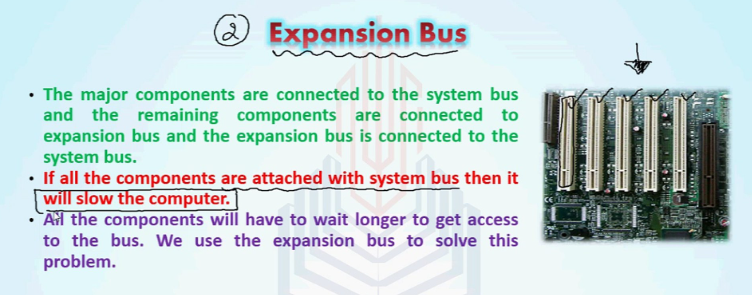 2 Expansion Bus
• The major components are connected to the system bus
and the remaining components are connected to
expansion bus and the expansion bus is connected to the
system bus.
• If all the components are attached with system bus then it
will slow the computer.
• All the components will have to wait longer to get access
to the bus. We use the expansion bus to solve this
problem.